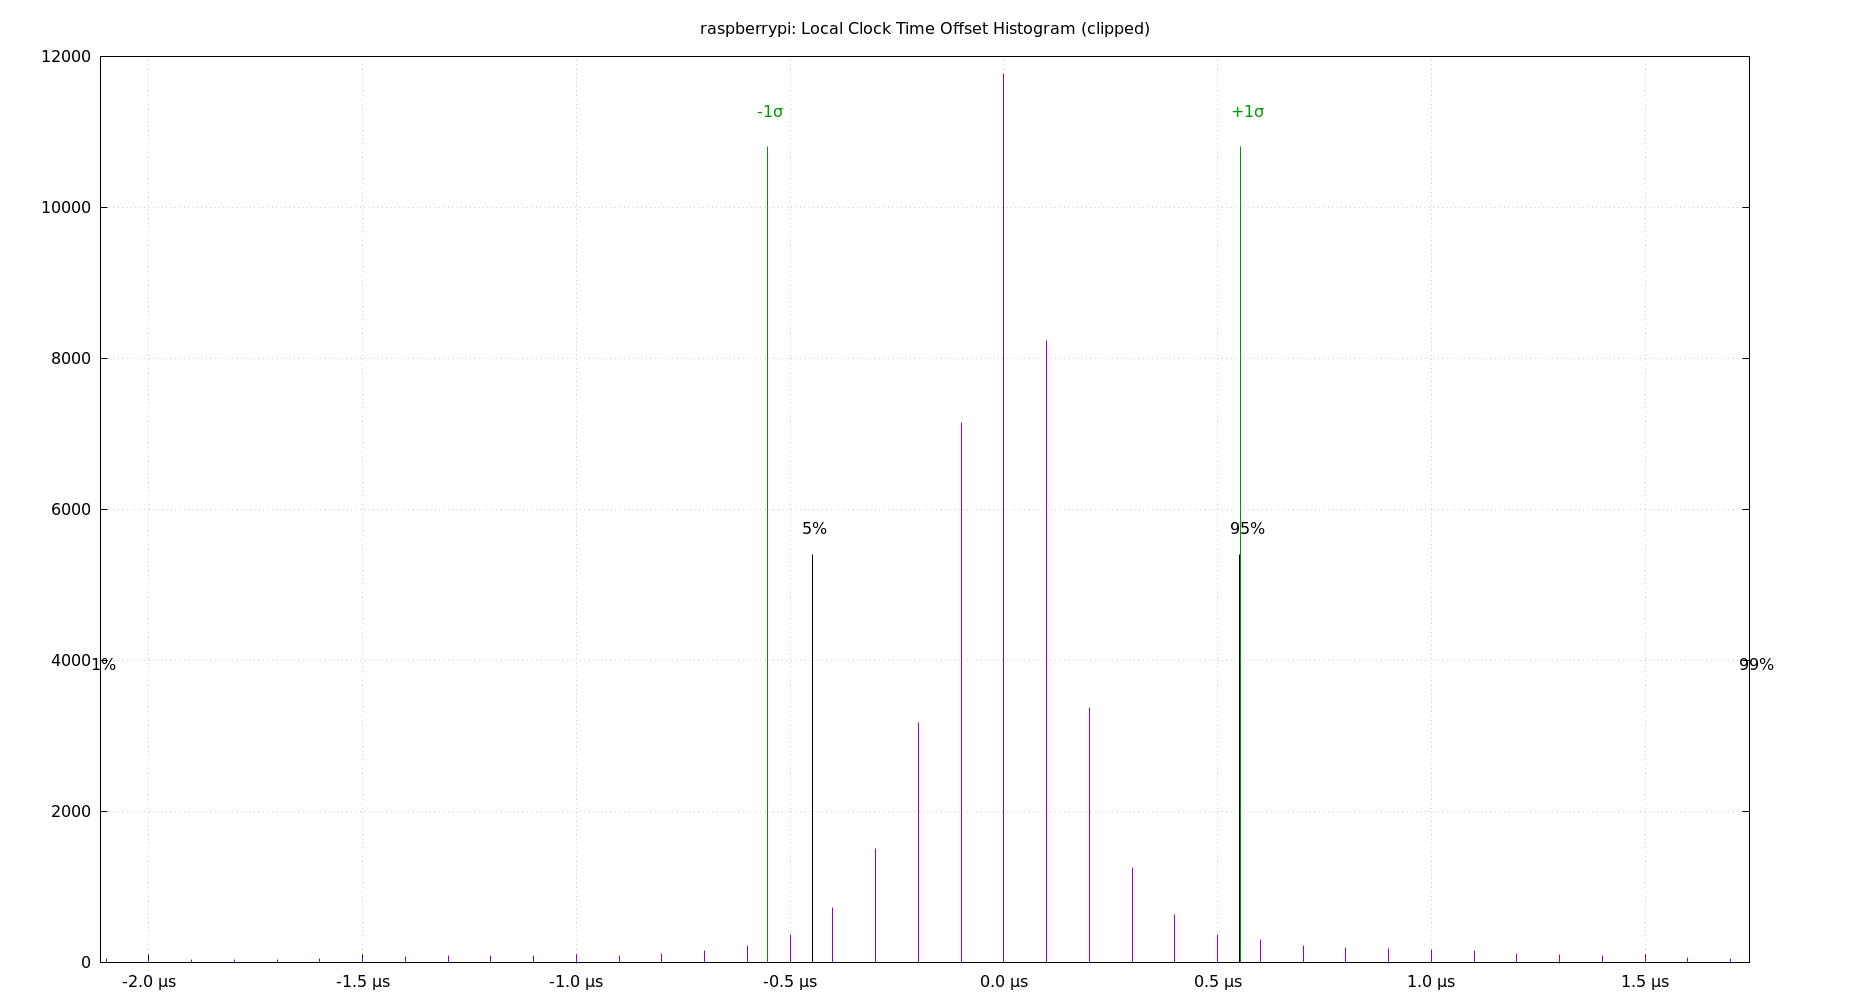 raspberrypi: Local Clock Time Offset Histogram (clipped)
12000
-1σ
+1σ
10000
8000
6000
5%
95%
4000
1%
99%
2000
0
-2.0 µs
-1.5 µs
-1.0 µs
-0.5 µs
0.0 µs
0.5 µs
1.0 µs
1.5 µs